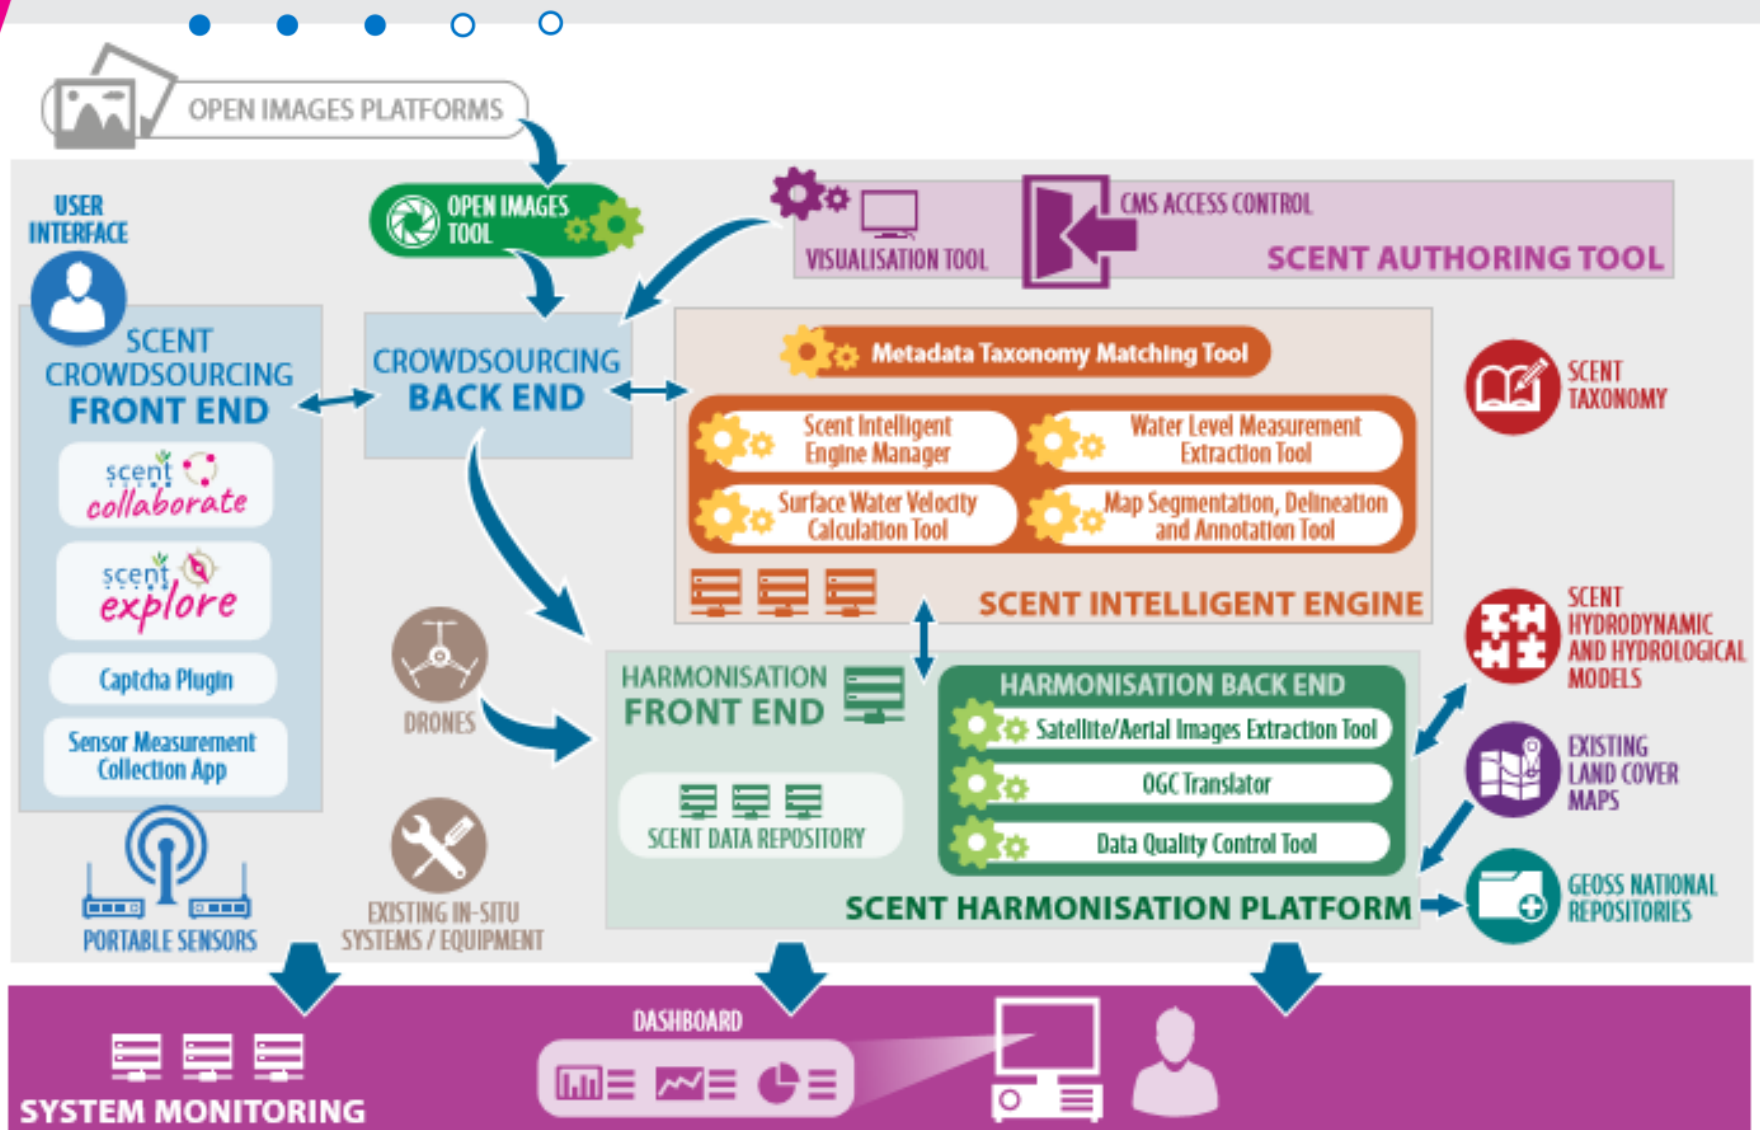 OPEN IMAGES PLATFORMS
USER
INTERFACE
OPEN IMAGES
TOOL
VISUALISATION TOOL
CMS ACCESS CONTROL
SCENT AUTHORING TOOL
SCENT
CROWDSOURCING
FRONT END
scent
collaborate
scent
explore
Captcha Plugin
Sensor Measurement
Collection App
PORTABLE SENSORS
CROWDSOURCING
BACK END
Metadata Taxonomy Matching Tool
Scent Intelligent
Engine Manager
Water Level Measurement
Extraction Tool
Surface Water Velocity
Calculation Tool
Map Segmentation, Delineation
and Annotation Tool
SCENT INTELLIGENT ENGINE
SCENT
TAXONOMY
DRONES
EXISTING IN-SITU
SYSTEMS / EQUIPMENT
HARMONISATION
FRONT END
SCENT DATA REPOSITORY
HARMONISATION BACK END
Satellite/Aerial Images Extraction Tool
OGC Translator
Data Quality Control Tool
SCENT HARMONISATION PLATFORM
SCENT
HYDRODYNAMIC
AND HYDROLOGICAL
MODELS
EXISTING
LAND COVER
MAPS
GEOSS NATIONAL
REPOSITORIES
SYSTEM MONITORING
DASHBOARD